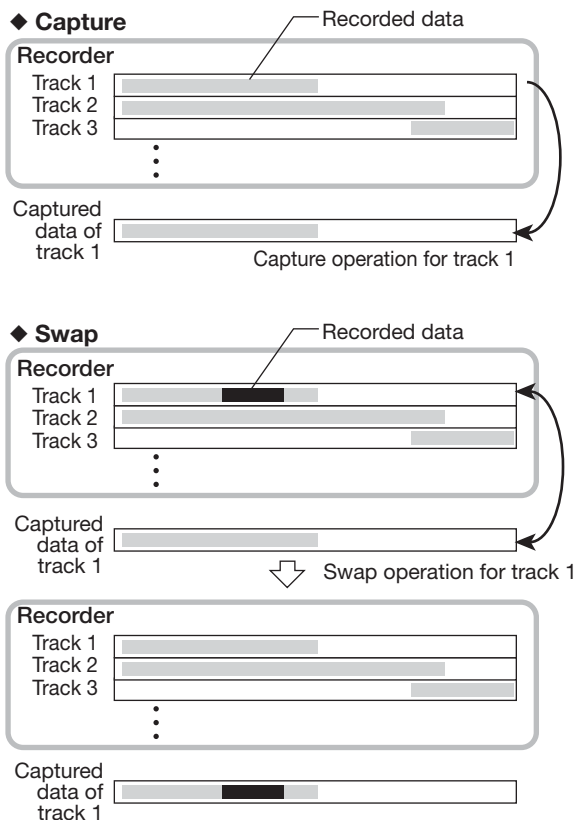 ◆ Capture
Recorded data
Recorder
Track 1
Track 2
Track 3
Captured
data of
track 1
Capture operation for track 1
◆ Swap
Recorded data
Recorder
Track 1
Track 2
Track 3
Captured
data of
track 1
Swap operation for track 1
Recorder
Track 1
Track 2
Track 3
Captured
data of
track 1